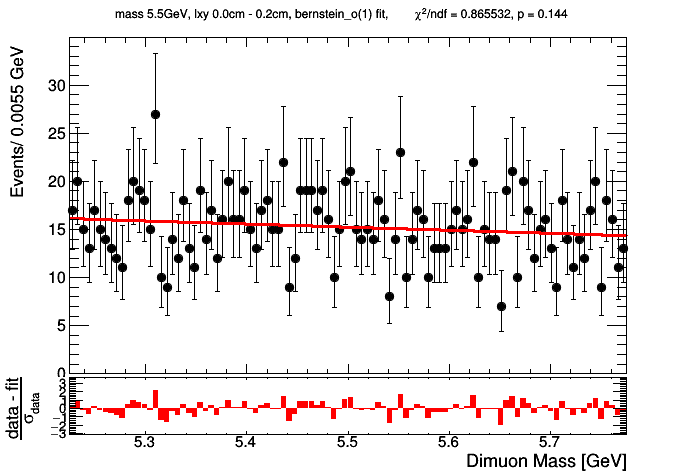 mass 5.5GeV, lxy 0.0cm - 0.2cm, bernstein_o(1) fit, χ²/ndf = 0.865532, p = 0.144
Events/ 0.0055 GeV
30
25
20
15
10
5
0
data - fit
σdata
3
2
1
0
−1
−2
−3
5.3 5.4 5.5 5.6 5.7
Dimuon Mass [GeV]